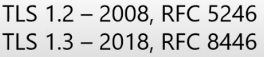 TLS 1.2 – 2008, RFC 5246
TLS 1.3 – 2018, RFC 8446